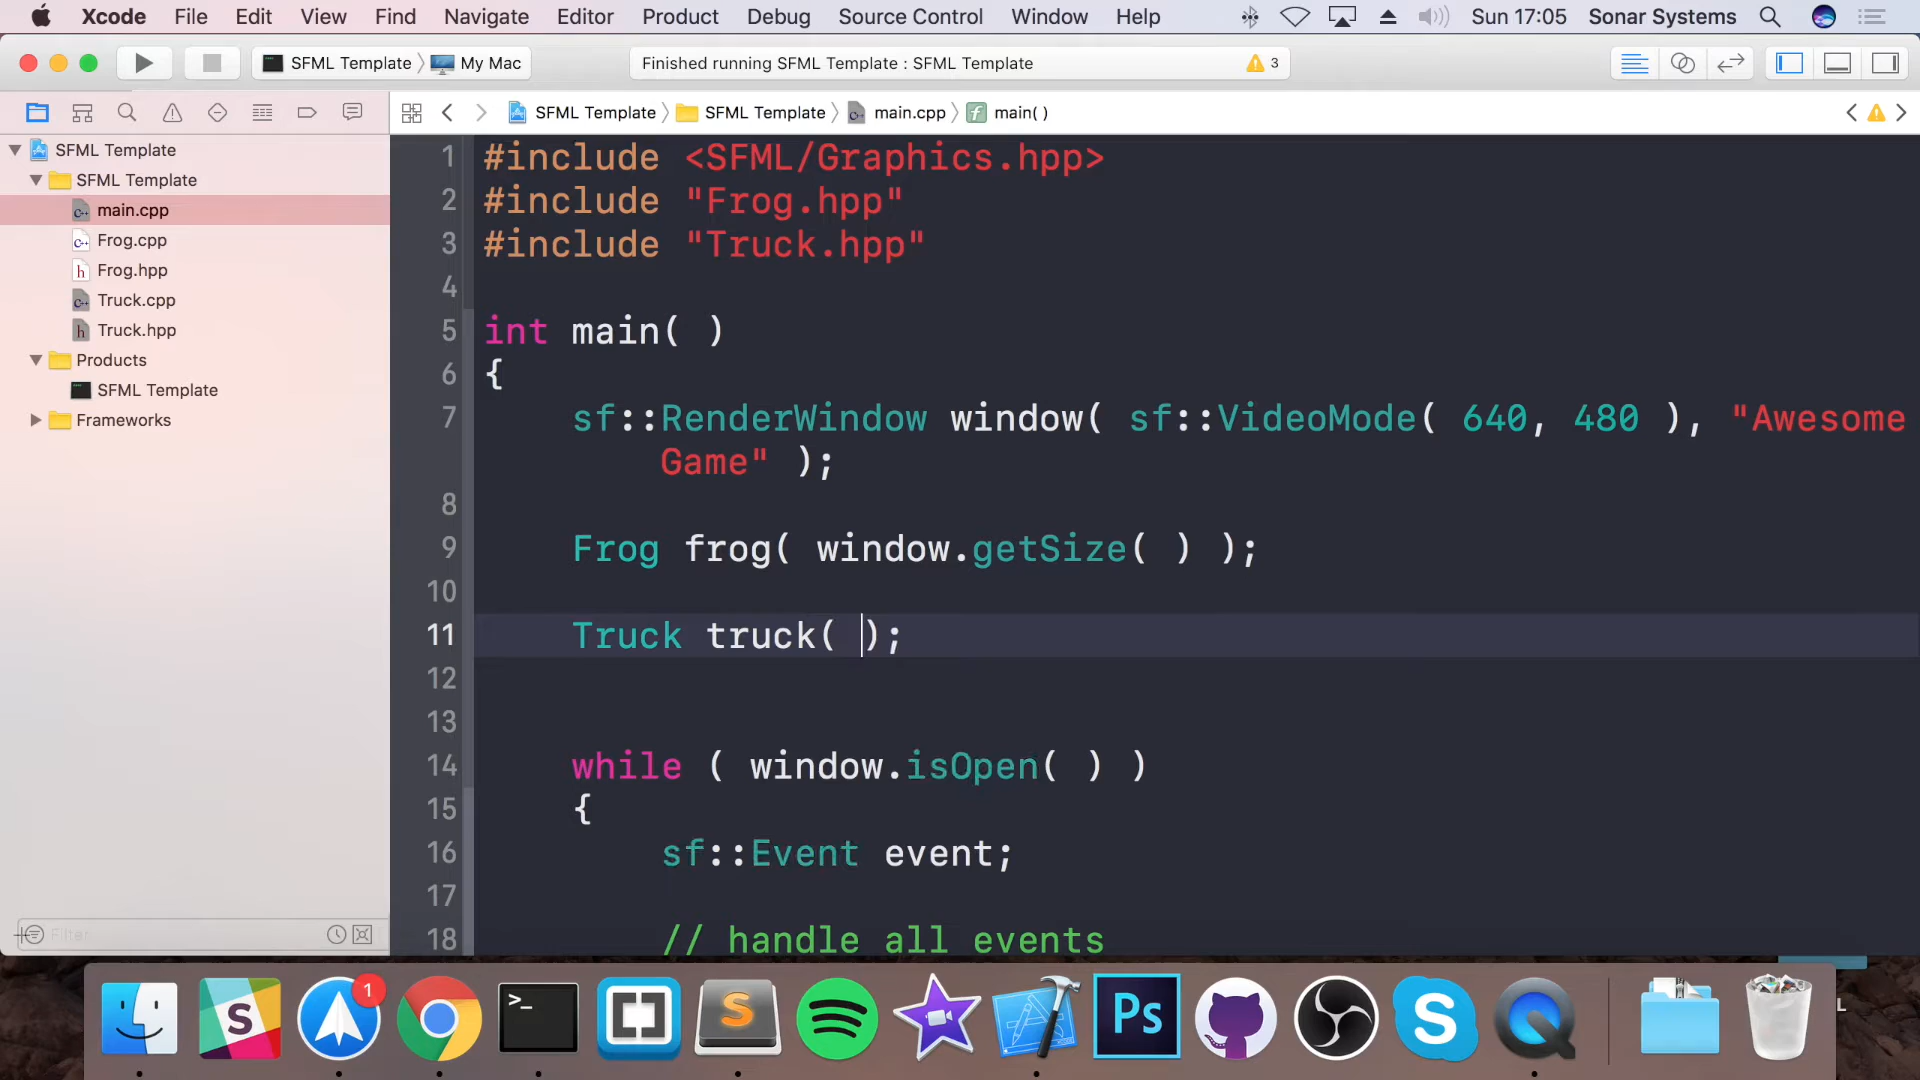 Xcode File Edit View Find Navigate Editor Product Debug Source Control Window Help Sun 17:05 Sonar Systems
SFML Template My Mac Finished running SFML Template : SFML Template 3
SFML Template SFML Template main.cpp main( )
SFML Template
SFML Template
main.cpp
Frog.cpp
Frog.hpp
Truck.cpp
Truck.hpp
Products
SFML Template
Frameworks
Filter
1 #include <SFML/Graphics.hpp>
2 #include "Frog.hpp"
3 #include "Truck.hpp"
4
5 int main( )
6 {
7 sf::RenderWindow window( sf::VideoMode( 640, 480 ), "Awesome
Game" );
8
9 Frog frog( window.getSize( ) );
10
11 Truck truck( );
12
13
14 while ( window.isOpen( ) )
15 {
16 sf::Event event;
17
18 // handle all events
1
Ps